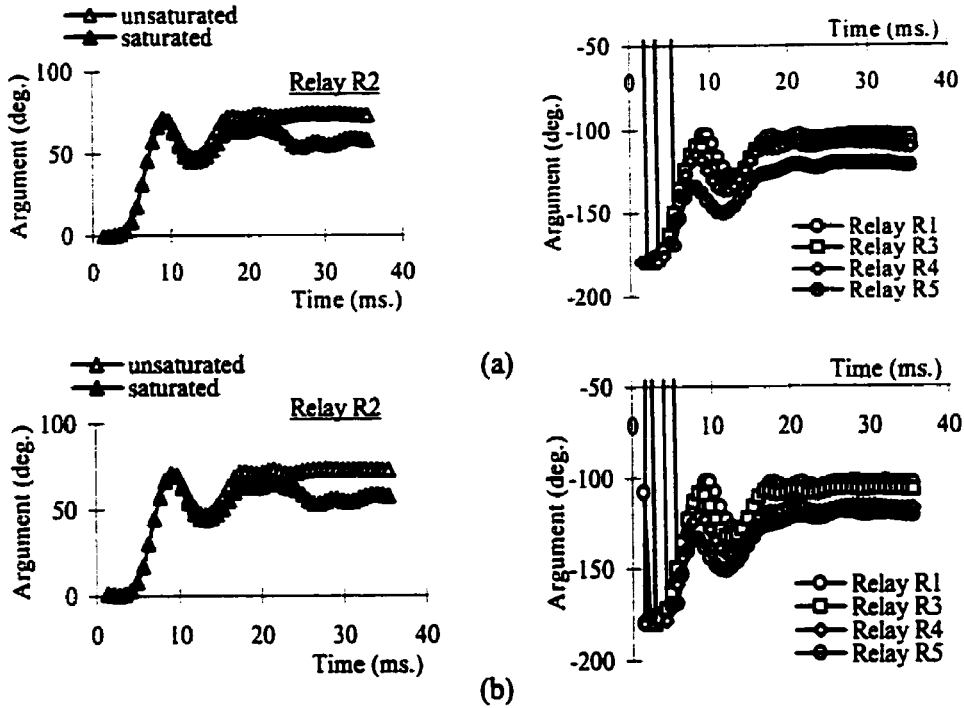 unsaturated
saturated
Relay R2
Argument (deg.)
100
50
0
0 10 20 30 40
Time (ms.)
Time (ms.)
-50
0 10 20 30 40
-100
-150
-200
Argument (deg.)
Relay R1
Relay R3
Relay R4
Relay R5
(a)
unsaturated
saturated
Relay R2
Argument (deg.)
100
50
0
0 10 20 30 40
Time (ms.)
Time (ms.)
-50
0 10 20 30 40
-100
-150
-200
Argument (deg.)
Relay R1
Relay R3
Relay R4
Relay R5
(b)